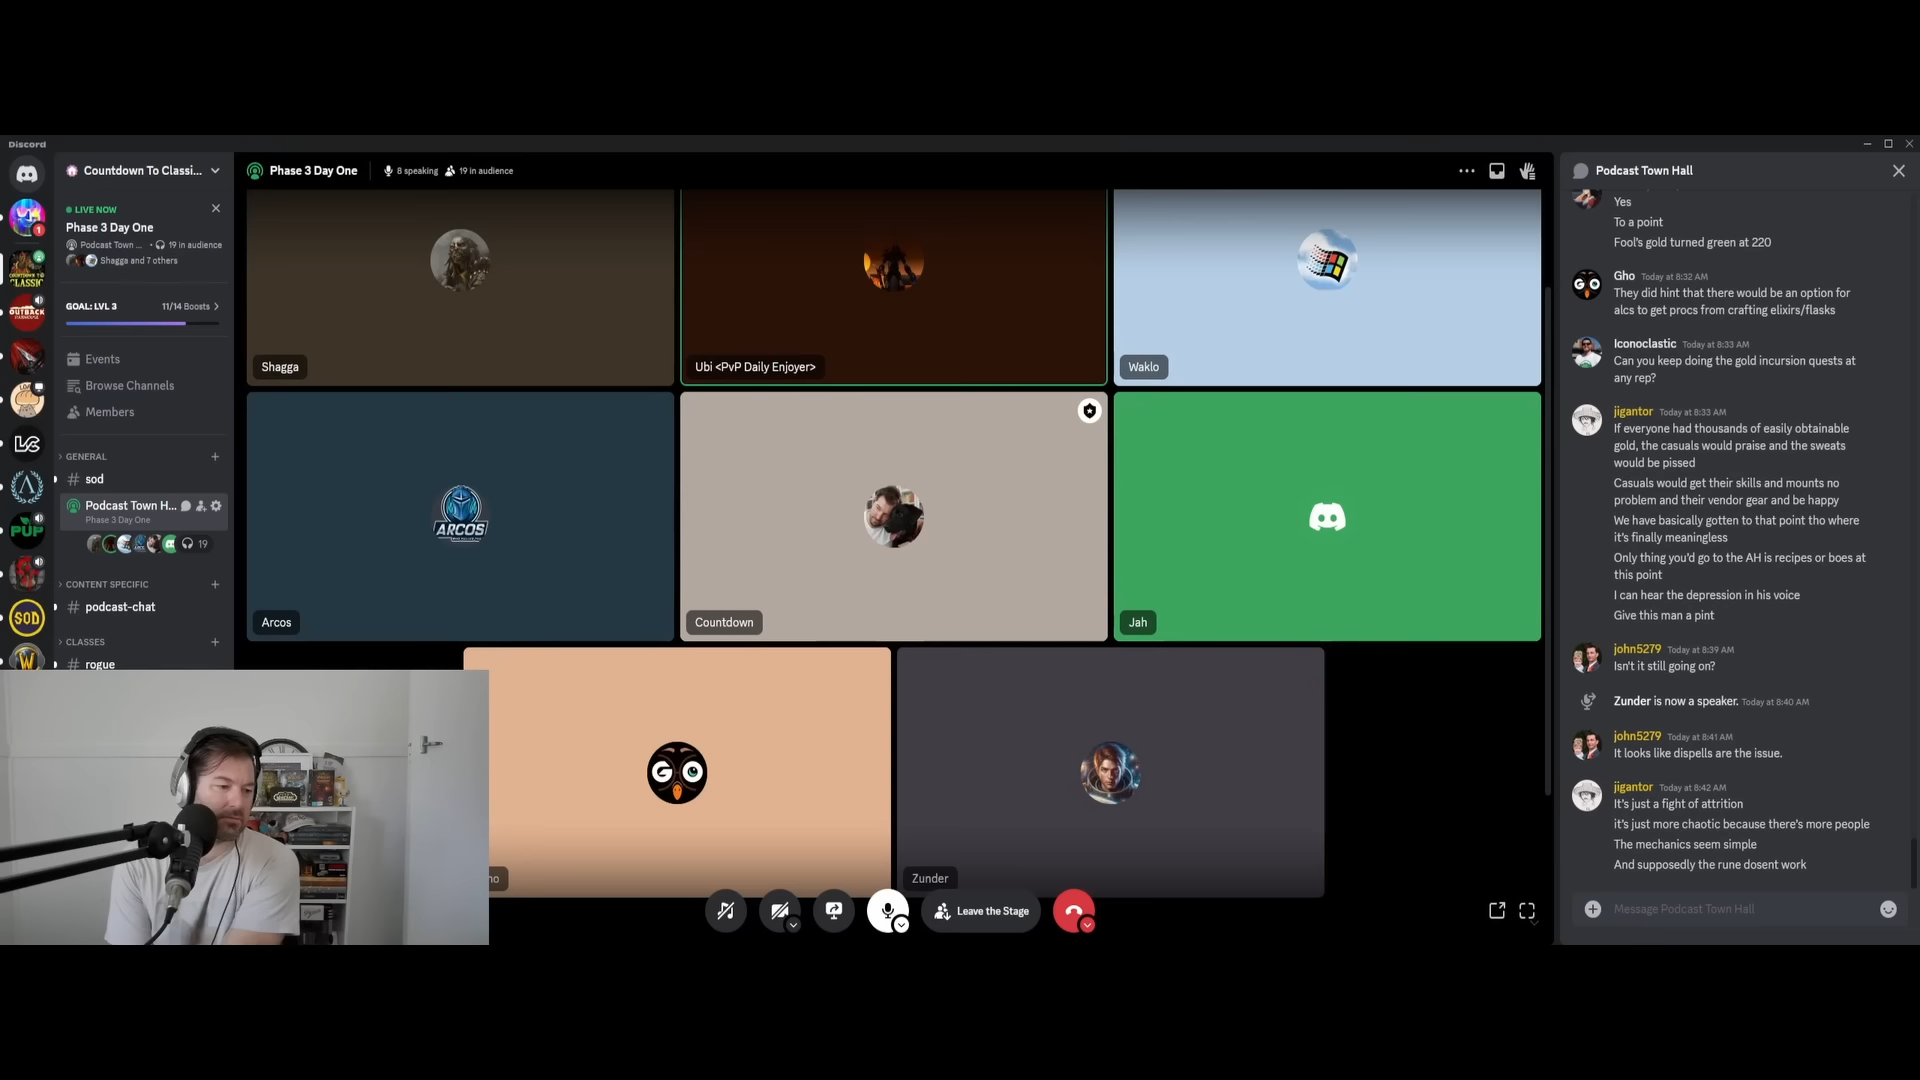 Discord
Countdown To Classi...
LIVE NOW
Phase 3 Day One
Podcast Town ... • 19 in audience
Shagga and 7 others
GOAL: LVL 3 11/14 Boosts
Events
Browse Channels
Members
GENERAL
sod
Podcast Town H...
Phase 3 Day One
19
CONTENT SPECIFIC
podcast-chat
CLASSES
rogue
1
COUNTDOWN TO
CLASSIC
OUTBACK
PUP
SOD
Phase 3 Day One 8 speaking 19 in audience
Shagga
Ubi <PvP Daily Enjoyer>
Waklo
ARCOS
Arcos
Countdown
Jah
GO
Zunder
Leave the Stage
Podcast Town Hall
Yes
To a point
Fool's gold turned green at 220
Gho Today at 8:32 AM
They did hint that there would be an option for
alcs to get procs from crafting elixirs/flasks
Iconoclastic Today at 8:33 AM
Can you keep doing the gold incursion quests at
any rep?
jigantor Today at 8:33 AM
If everyone had thousands of easily obtainable
gold, the casuals would praise and the sweats
would be pissed
Casuals would get their skills and mounts no
problem and their vendor gear and be happy
We have basically gotten to that point tho where
it's finally meaningless
Only thing you'd go to the AH is recipes or boes at
this point
I can hear the depression in his voice
Give this man a pint
john5279 Today at 8:39 AM
Isn't it still going on?
Zunder is now a speaker. Today at 8:40 AM
john5279 Today at 8:41 AM
It looks like dispells are the issue.
jigantor Today at 8:42 AM
It's just a fight of attrition
it's just more chaotic because there's more people
The mechanics seem simple
And supposedly the rune dosent work
Message Podcast Town Hall